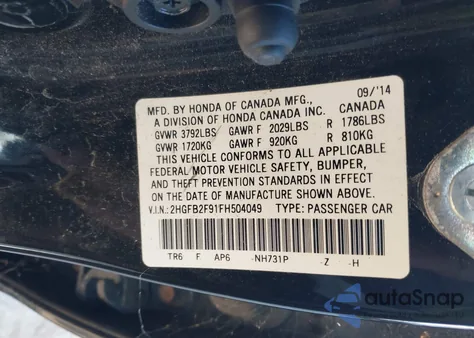 09/'14
MFD. BY HONDA OF CANADA MFG.,
A DIVISION OF HONDA CANADA INC. CANADA
GVWR 3792LBS GAWR F 2029LBS R 1786LBS
GVWR 1720KG GAWR F 920KG R 810KG
THIS VEHICLE CONFORMS TO ALL APPLICABLE
FEDERAL MOTOR VEHICLE SAFETY, BUMPER,
AND THEFT PREVENTION STANDARDS IN EFFECT
ON THE DATE OF MANUFACTURE SHOWN ABOVE.
V.I.N.: 2HGFB2F91FH504049 TYPE: PASSENGER CAR
TR6 F AP6 -NH731P -Z -H
autoSnap